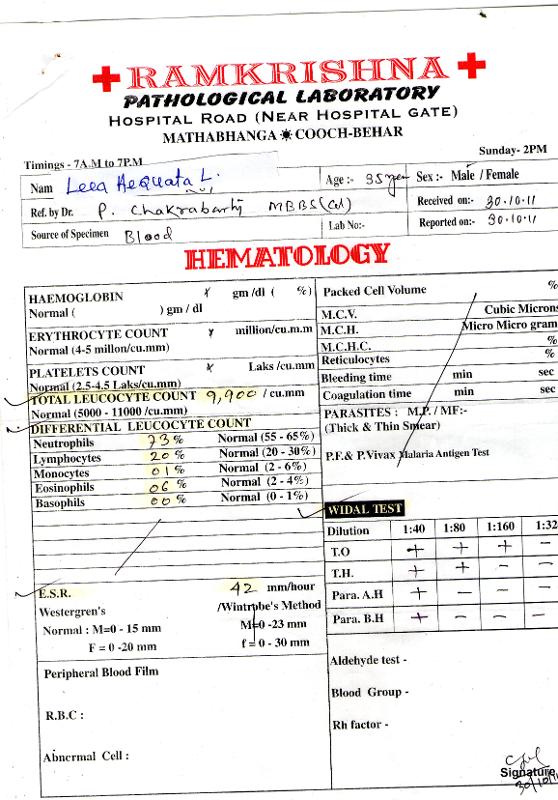 RAMKRISHNA
PATHOLOGICAL LABORATORY
HOSPITAL ROAD (NEAR HOSPITAL GATE)
MATHABHANGA COOCH-BEHAR
Timings - 7A.M to 7P.M Sunday- 2PM
Nam Age :- 35 Sex :- Male / Female
Ref. by Dr. P. Chakrabarty MBBS (Cal) Received on:- 30.10.11
Source of Specimen Blood Lab No:- Reported on:- 30.10.11
HEMATOLOGY
HAEMOGLOBIN gm /dl ( %)
Normal ( ) gm / dl
ERYTHROCYTE COUNT million/cu.m.m
Normal (4-5 millon/cu.mm)
PLATELETS COUNT Laks /cu.mm
Normal (2.5-4.5 Laks/cu.mm)
TOTAL LEUCOCYTE COUNT 9,900 / cu.mm
Normal (5000 - 11000 /cu.mm)
DIFFERENTIAL LEUCOCYTE COUNT
Neutrophils 73 % Normal (55 - 65%)
Lymphocytes 20 % Normal (20 - 30%)
Monocytes 01 % Normal (2 - 6%)
Eosinophils 06 % Normal (2 - 4%)
Basophils 00 % Normal (0 - 1%)
E.S.R. 42 mm/hour
Westergren's /Wintrobe's Method
Normal : M=0 - 15 mm M=0 -23 mm
F = 0 -20 mm f = 0 - 30 mm
Peripheral Blood Film
R.B.C :
Abnormal Cell :
Packed Cell Volume %
M.C.V. Cubic Microns
M.C.H. Micro Micro gram
M.C.H.C. %
Reticulocytes %
Bleeding time min sec
Coagulation time min sec
PARASITES : M.P. / MF:-
(Thick & Thin Smear)
P.F.& P.Vivax Malaria Antigen Test
WIDAL TEST
Dilution 1:40 1:80 1:160 1:32
T.O + + + -
T.H. + + - -
Para. A.H + - - -
Para. B.H + - - -
Aldehyde test -
Blood Group -
Rh factor -
Signature
30/10/11